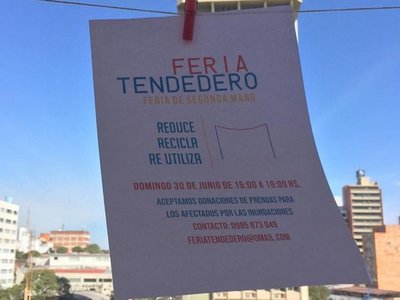 FERIA
TENDEDERO
FERIA DE SEGUNDA MANO
REDUCE
RECICLA
RE UTILIZA
DOMINGO 30 DE JUNIO DE 15:00 A 19:00 HS.
ACEPTAMOS DONACIONES DE PRENDAS PARA
LOS AFECTADOS POR LAS INUNDACIONES
CONTACTO: 0985 873 049
FERIATENDEDERO@GMAIL.COM